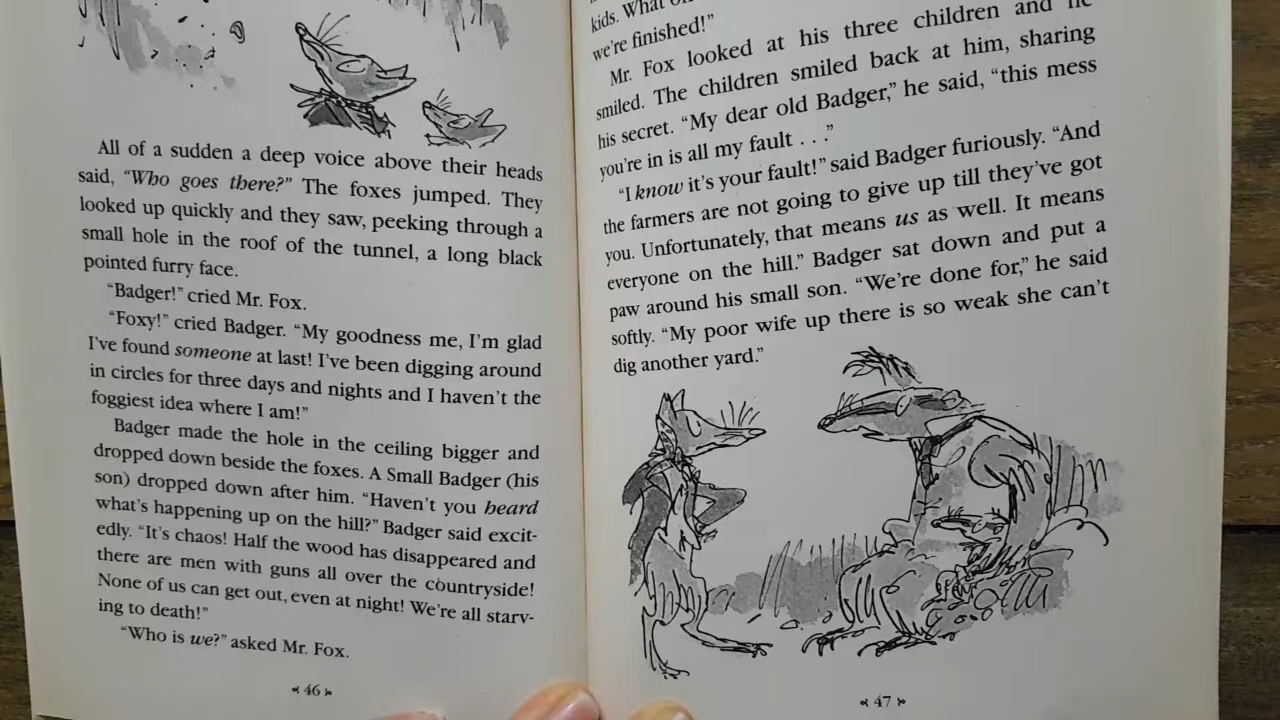 All of a sudden a deep voice above their heads
said, “Who goes there?” The foxes jumped. They
looked up quickly and they saw, peeking through a
small hole in the roof of the tunnel, a long black
pointed furry face.
“Badger!” cried Mr. Fox.
“Foxy!” cried Badger. “My goodness me, I’m glad
I’ve found someone at last! I’ve been digging around
in circles for three days and nights and I haven’t the
foggiest idea where I am!”
Badger made the hole in the ceiling bigger and
dropped down beside the foxes. A Small Badger (his
son) dropped down after him. “Haven’t you heard
what’s happening up on the hill?” Badger said excit-
edly. “It’s chaos! Half the wood has disappeared and
there are men with guns all over the countryside!
None of us can get out, even at night! We’re all starv-
ing to death!”
“Who is we?” asked Mr. Fox.
46
kids. What
we’re finished!”
Mr. Fox looked at his three children and he
smiled. The children smiled back at him, sharing
his secret. “My dear old Badger,” he said, “this mess
you’re in is all my fault . . .”
“I know it’s your fault!” said Badger furiously. “And
the farmers are not going to give up till they’ve got
you. Unfortunately, that means us as well. It means
everyone on the hill.” Badger sat down and put a
paw around his small son. “We’re done for,” he said
softly. “My poor wife up there is so weak she can’t
dig another yard.”
47